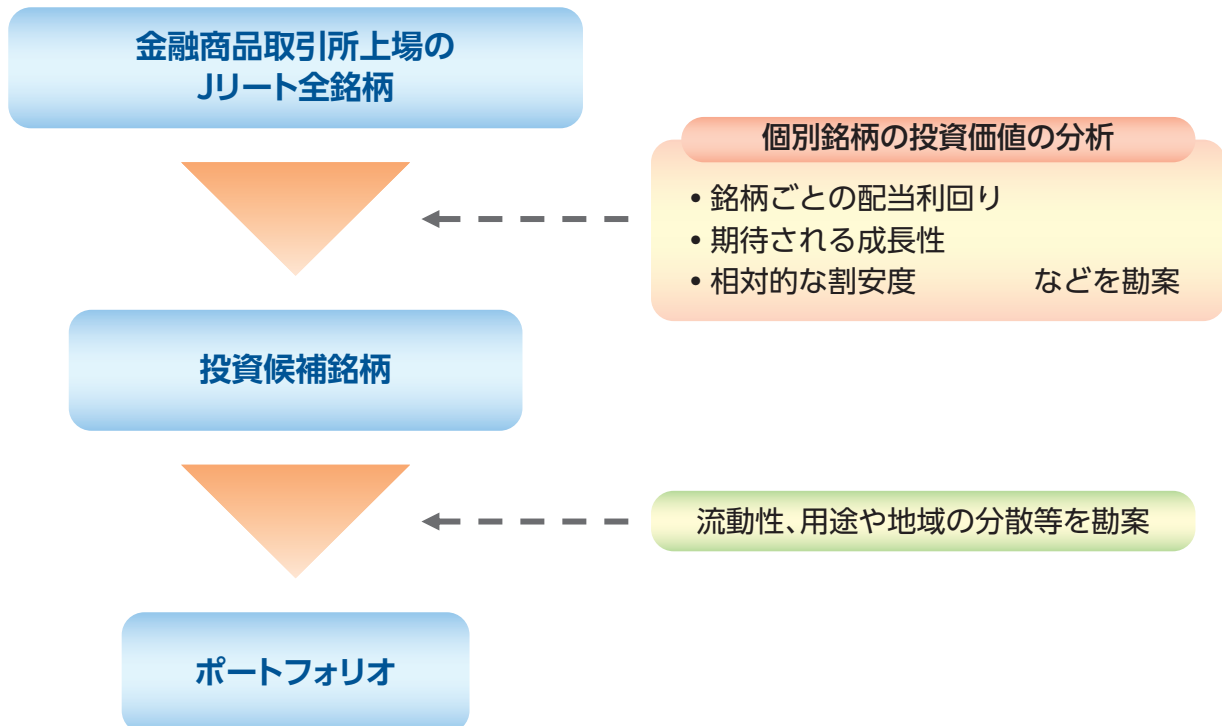 金融商品取引所上場の
Jリート全銘柄
個別銘柄の投資価値の分析
• 銘柄ごとの配当利回り
• 期待される成長性
• 相対的な割安度 などを勘案
投資候補銘柄
流動性、用途や地域の分散等を勘案
ポートフォリオ